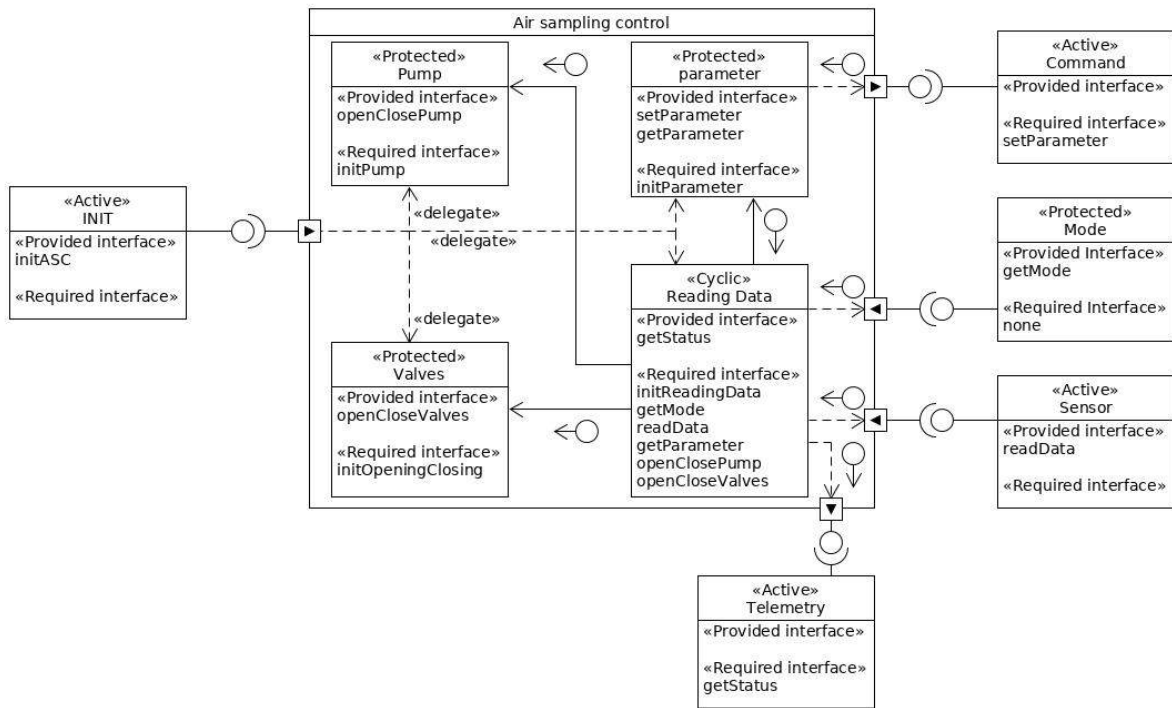 Air sampling control
«Protected»
Pump
«Provided interface»
openClosePump
«Required interface»
initPump
«Protected»
parameter
«Provided interface»
setParameter
getParameter
«Required interface»
initParameter
«Active»
Command
«Provided interface»
«Required interface»
setParameter
«Active»
INIT
«Provided interface»
initASC
«Required interface»
«delegate»
«delegate»
«delegate»
«Protected»
Mode
«Provided Interface»
getMode
«Required Interface»
none
«Cyclic»
Reading Data
«Provided interface»
getStatus
«Required interface»
initReadingData
getMode
readData
getParameter
openClosePump
openCloseValves
«Protected»
Valves
«Provided interface»
openCloseValves
«Required interface»
initOpeningClosing
«Active»
Sensor
«Provided interface»
readData
«Required interface»
«Active»
Telemetry
«Provided interface»
«Required interface»
getStatus